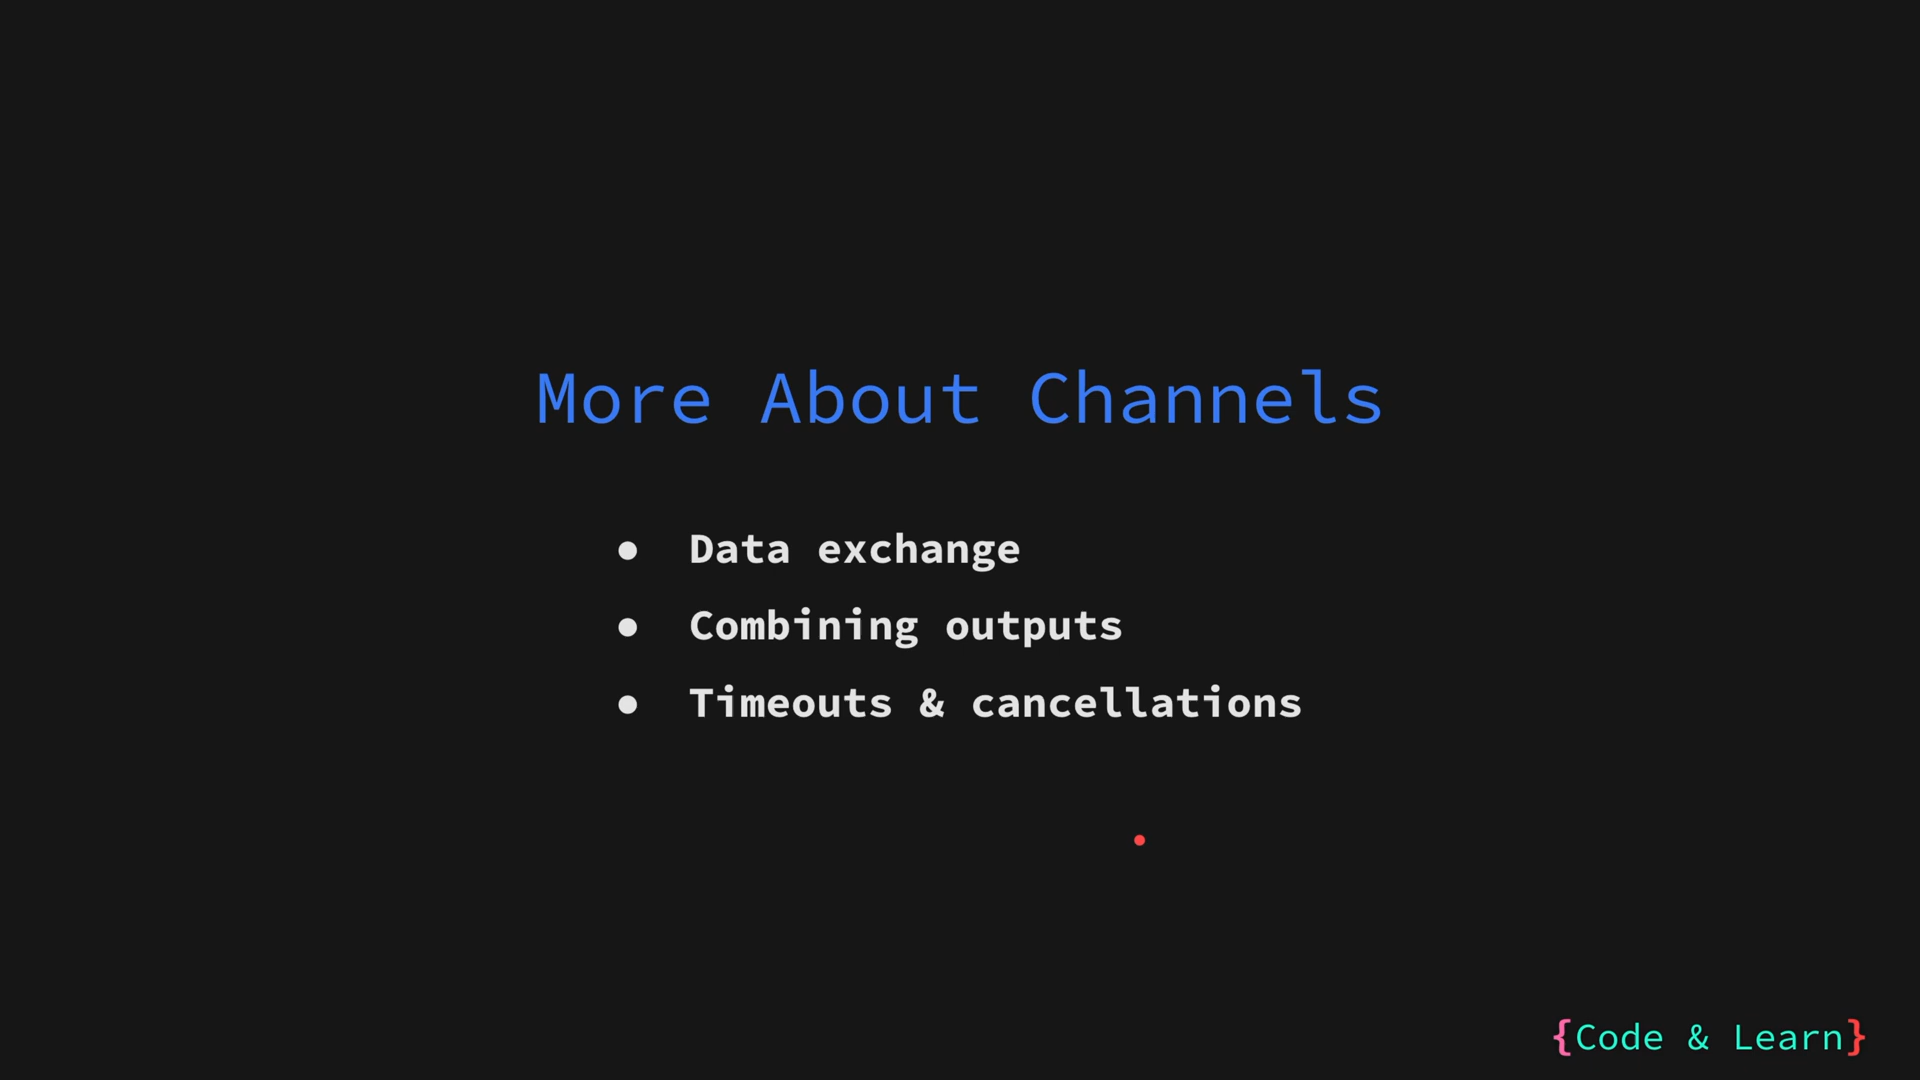 More About Channels
● Data exchange
● Combining outputs
● Timeouts & cancellations
{Code & Learn}